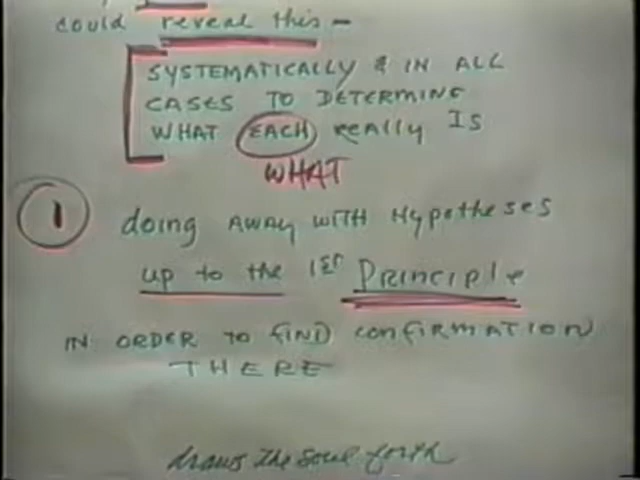 could reveal this —
SYSTEMATICALLY & IN ALL
CASES TO DETERMINE
WHAT EACH REALLY IS
WHAT
1 doing AWAY WITH Hypotheses
up to the 1ST PRINCIPLE
IN ORDER TO FIND CONFIRMATION
THERE
draws the soul forth